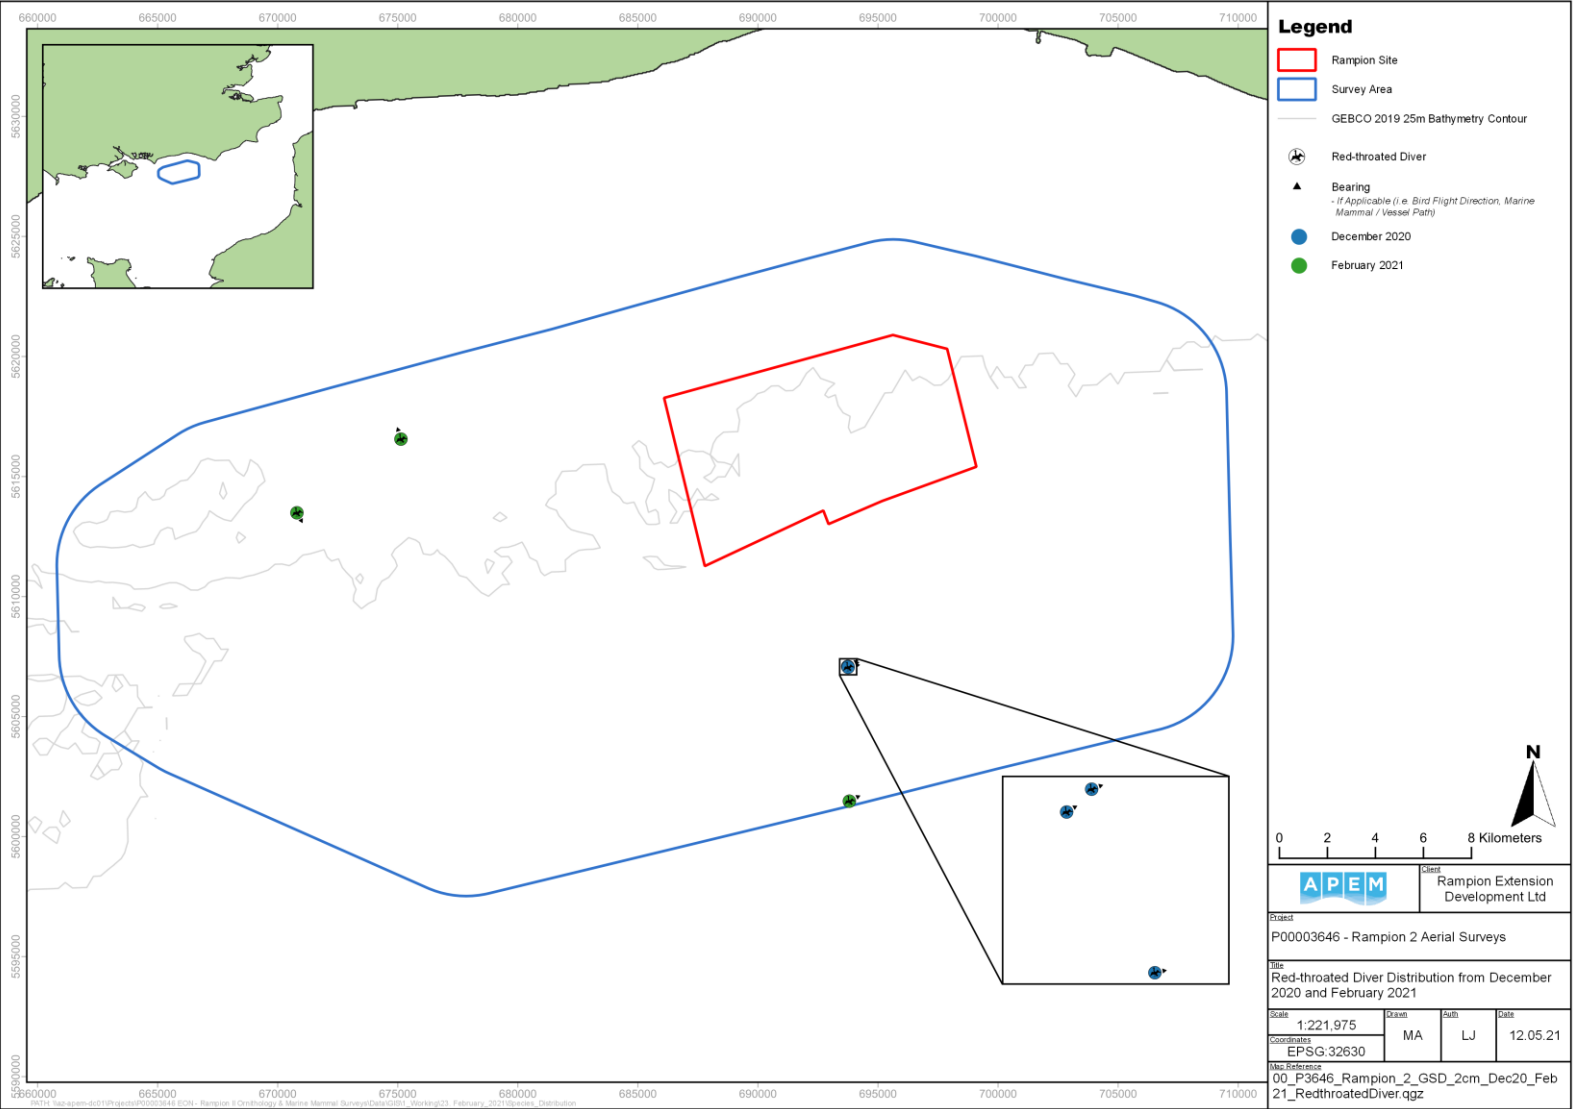 660000 665000 670000 675000 680000 685000 690000 695000 700000 705000 710000
5630000
5625000
5620000
5615000
5610000
5605000
5600000
5595000
5590000
660000 665000 670000 675000 680000 685000 690000 695000 700000 705000 710000
Legend
Rampion Site
Survey Area
GEBCO 2019 25m Bathymetry Contour
Red-throated Diver
Bearing
- If Applicable (i.e. Bird Flight Direction, Marine
Mammal / Vessel Path)
December 2020
February 2021
N
0 2 4 6 8 Kilometers
APEM
Client
Rampion Extension
Development Ltd
Project
P00003646 - Rampion 2 Aerial Surveys
Title
Red-throated Diver Distribution from December
2020 and February 2021
Scale
1:221,975
Coordinates
EPSG:32630
Drawn
MA
Auth
LJ
Date
12.05.21
Map Reference
00_P3646_Rampion_2_GSD_2cm_Dec20_Feb
21_RedthroatedDiver.qgz